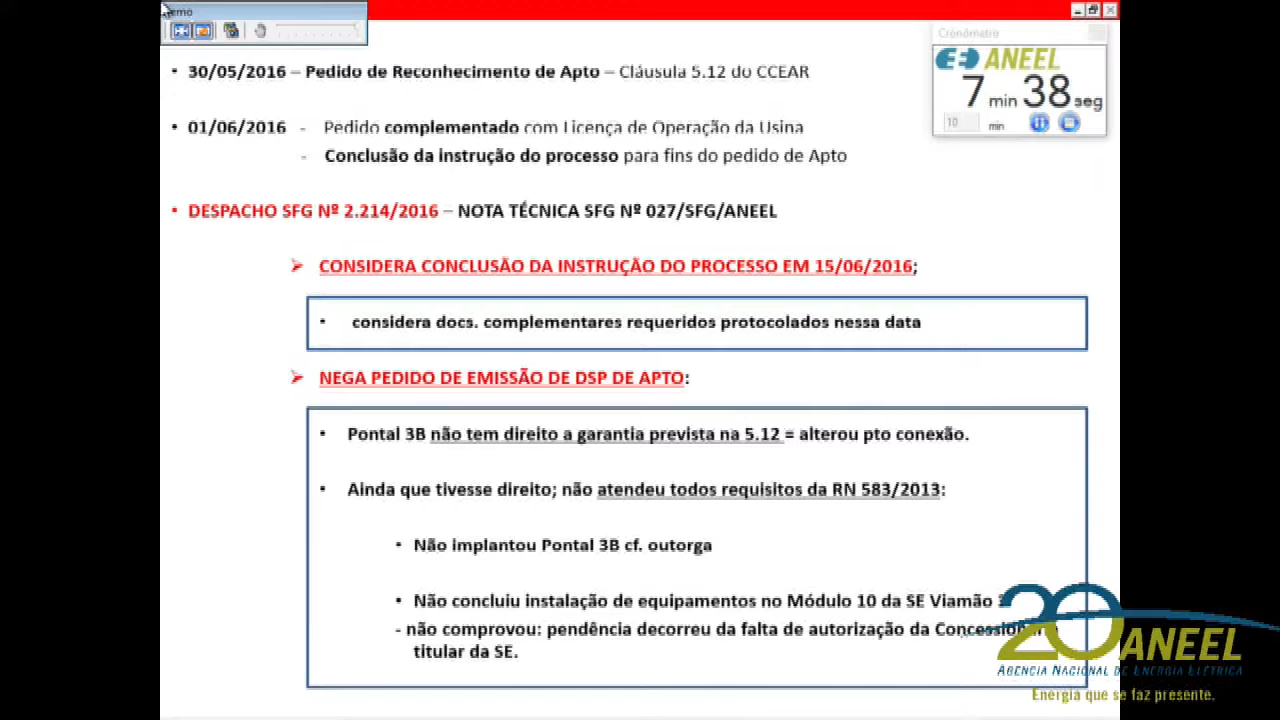 Cronômetro
ANEEL
7 min 38 seg
10 min
• 30/05/2016 – Pedido de Reconhecimento de Apto – Cláusula 5.12 do CCEAR
• 01/06/2016 - Pedido complementado com Licença de Operação da Usina
- Conclusão da instrução do processo para fins do pedido de Apto
• DESPACHO SFG Nº 2.214/2016 – NOTA TÉCNICA SFG Nº 027/SFG/ANEEL
➢ CONSIDERA CONCLUSÃO DA INSTRUÇÃO DO PROCESSO EM 15/06/2016;
• considera docs. complementares requeridos protocolados nessa data
➢ NEGA PEDIDO DE EMISSÃO DE DSP DE APTO:
• Pontal 3B não tem direito a garantia prevista na 5.12 = alterou pto conexão.
• Ainda que tivesse direito; não atendeu todos requisitos da RN 583/2013:
• Não implantou Pontal 3B cf. outorga
• Não concluiu instalação de equipamentos no Módulo 10 da SE Viamão
- não comprovou: pendência decorreu da falta de autorização da
titular da SE.
20 ANEEL
AGÊNCIA NACIONAL DE ENERGIA ELÉTRICA
Energia que se faz presente.